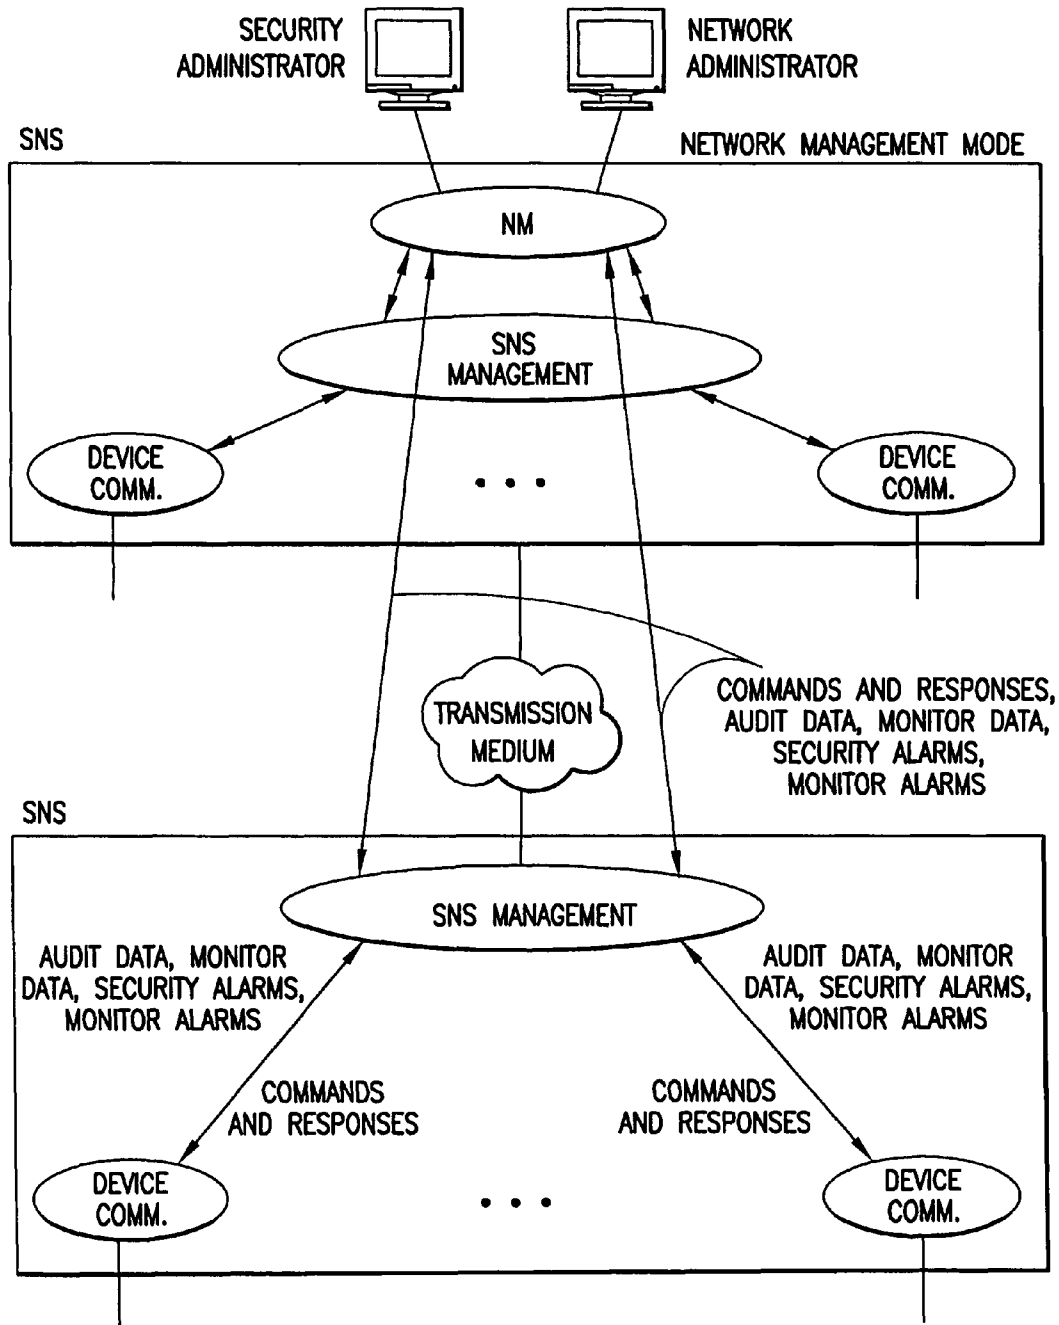 SECURITY
ADMINISTRATOR
NETWORK
ADMINISTRATOR
SNS
NETWORK MANAGEMENT MODE
NM
SNS
MANAGEMENT
DEVICE
COMM.
DEVICE
COMM.
TRANSMISSION
MEDIUM
COMMANDS AND RESPONSES,
AUDIT DATA, MONITOR DATA,
SECURITY ALARMS,
MONITOR ALARMS
SNS
SNS MANAGEMENT
AUDIT DATA, MONITOR
DATA, SECURITY ALARMS,
MONITOR ALARMS
AUDIT DATA, MONITOR
DATA, SECURITY ALARMS,
MONITOR ALARMS
COMMANDS
AND RESPONSES
COMMANDS
AND RESPONSES
DEVICE
COMM.
DEVICE
COMM.